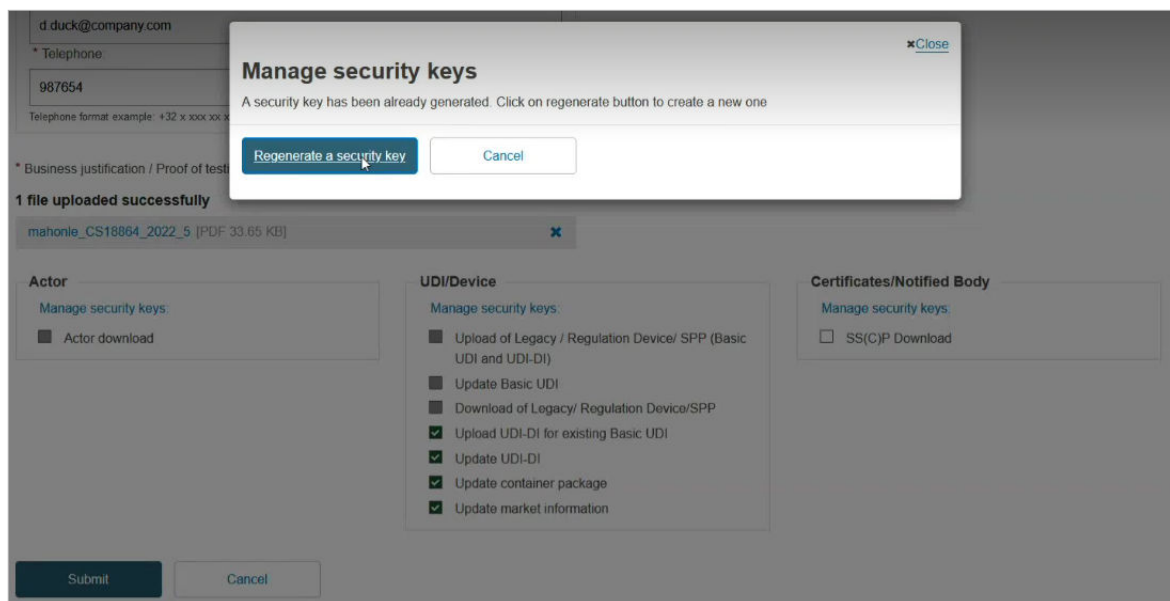 d.duck@company.com
* Telephone:
987654
Telephone format example: +32 x xxx xx x
* Business justification / Proof of testi
1 file uploaded successfully
mahonle_CS18864_2022_5 [PDF 33.65 KB]
×Close
Manage security keys
A security key has been already generated. Click on regenerate button to create a new one
Regenerate a security key
Cancel
Actor
Manage security keys:
Actor download
UDI/Device
Manage security keys:
Upload of Legacy / Regulation Device/ SPP (Basic
UDI and UDI-DI)
Update Basic UDI
Download of Legacy/ Regulation Device/SPP
Upload UDI-DI for existing Basic UDI
Update UDI-DI
Update container package
Update market information
Certificates/Notified Body
Manage security keys:
SS(C)P Download
Submit
Cancel